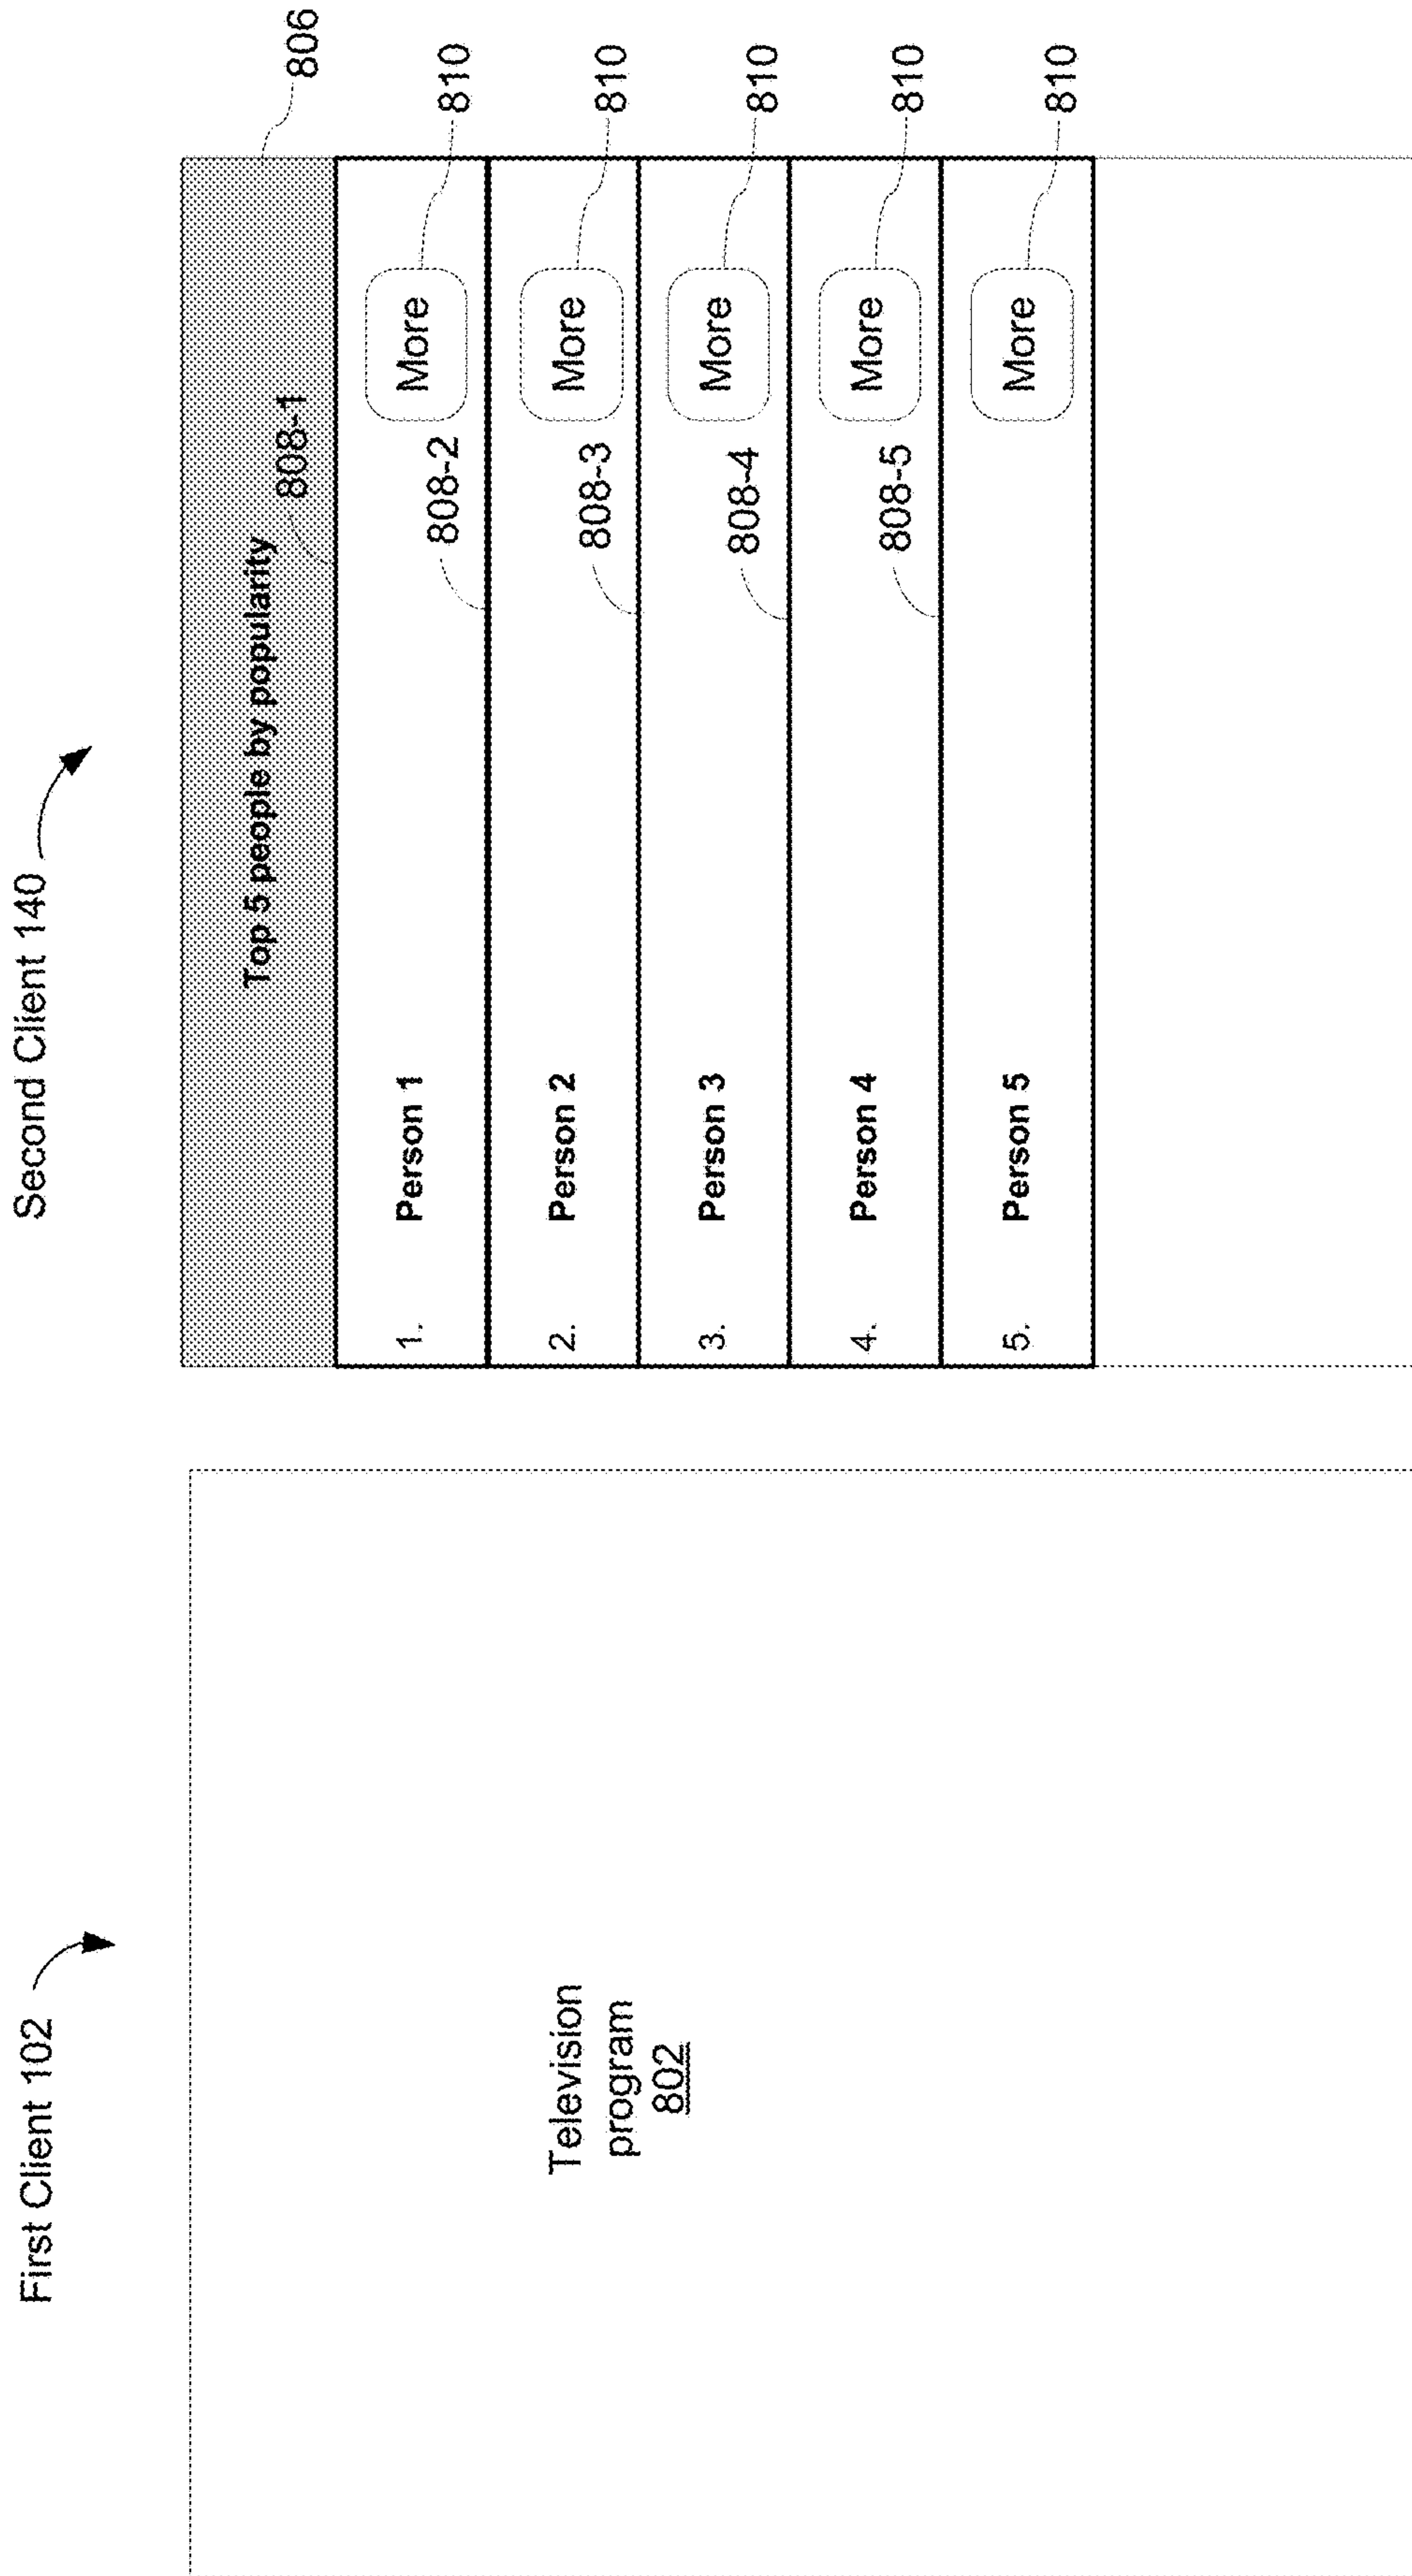 First Client 102
Television
program
802
Second Client 140
806
Top 5 people by popularity
808-1
1. Person 1 More 810
808-2
2. Person 2 More 810
808-3
3. Person 3 More 810
808-4
4. Person 4 More 810
808-5
5. Person 5 More 810